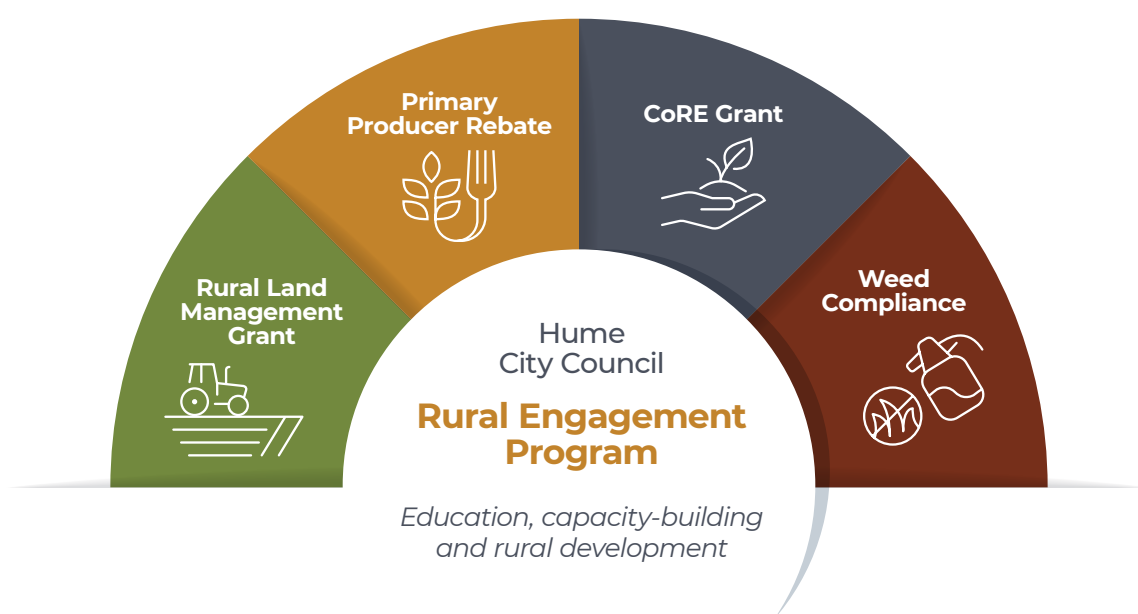 Primary
Producer Rebate
CoRE Grant
Rural Land
Management
Grant
Weed
Compliance
Hume
City Council
Rural Engagement
Program
Education, capacity-building
and rural development